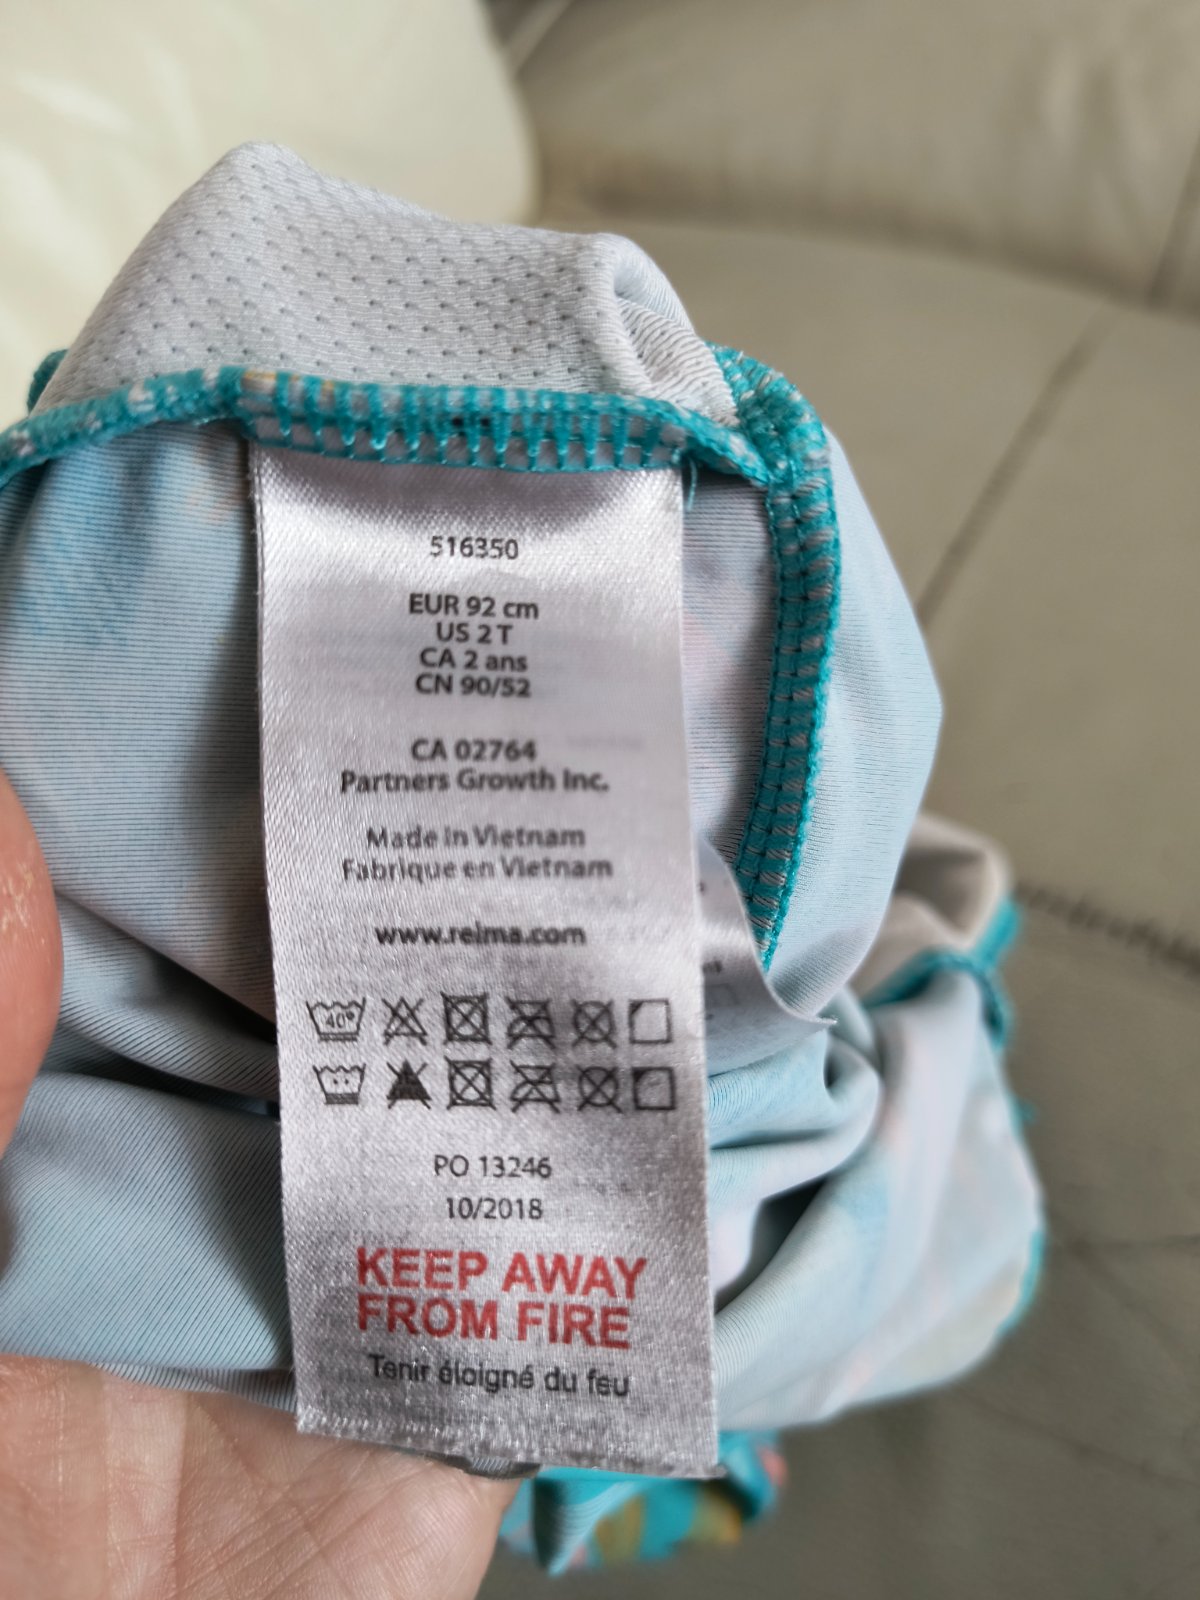 516350
EUR 92 cm
US 2 T
CA 2 ans
CN 90/52
CA 02764
Partners Growth Inc.
Made in Vietnam
Fabrique en Vietnam
www.reima.com
40°
PO 13246
10/2018
KEEP AWAY
FROM FIRE
Tenir éloigné du feu